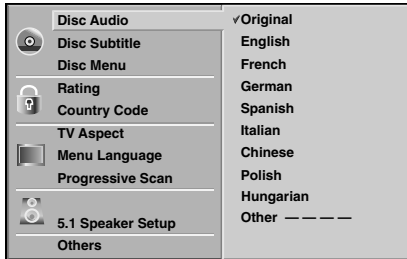 Disc Audio
Disc Subtitle
Disc Menu
Rating
Country Code
TV Aspect
Menu Language
Progressive Scan
5.1 Speaker Setup
Others
✓Original
English
French
German
Spanish
Italian
Chinese
Polish
Hungarian
Other — — — —